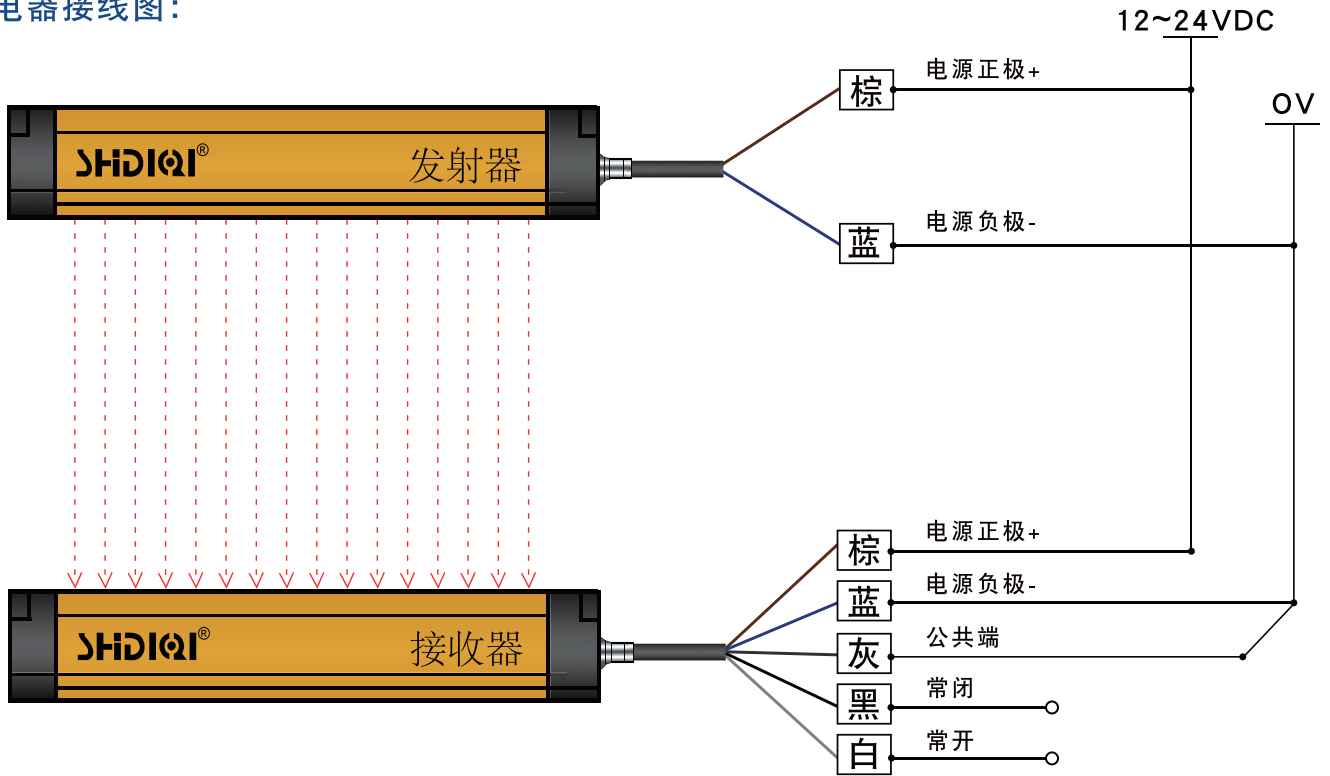 电器接线图：
12~24VDC
0V
SHDIQI® 发射器
棕 电源正极+
蓝 电源负极-
SHDIQI® 接收器
棕 电源正极+
蓝 电源负极-
灰 公共端
黑 常闭
白 常开